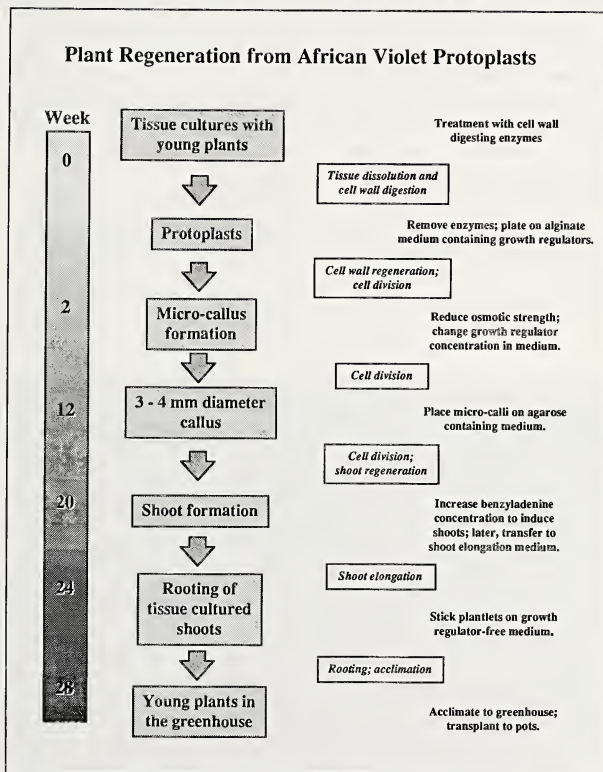 Plant Regeneration from African Violet Protoplasts
Week
0
2
12
20
24
28
Tissue cultures with
young plants
Treatment with cell wall
digesting enzymes
Tissue dissolution and
cell wall digestion
Protoplasts
Remove enzymes; plate on alginate
medium containing growth regulators.
Cell wall regeneration;
cell division
Micro-callus
formation
Reduce osmotic strength;
change growth regulator
concentration in medium.
Cell division
3 - 4 mm diameter
callus
Place micro-calli on agarose
containing medium.
Cell division;
shoot regeneration
Shoot formation
Increase benzyladenine
concentration to induce
shoots; later, transfer to
shoot elongation medium.
Shoot elongation
Rooting of
tissue cultured
shoots
Stick plantlets on growth
regulator-free medium.
Rooting; acclimation
Young plants in
the greenhouse
Acclimate to greenhouse;
transplant to pots.